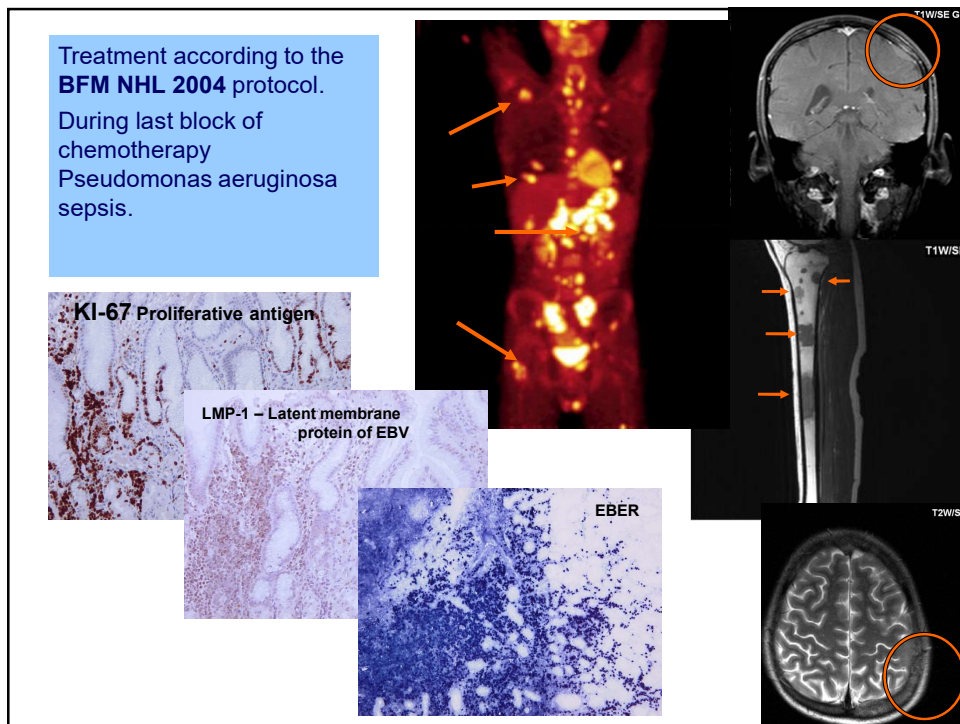 Treatment according to the
BFM NHL 2004 protocol.
During last block of
chemotherapy
Pseudomonas aeruginosa
sepsis.
T1W/SE G
T1W/SE
KI-67 Proliferative antigen
LMP-1 – Latent membrane
protein of EBV
EBER
T2W/S